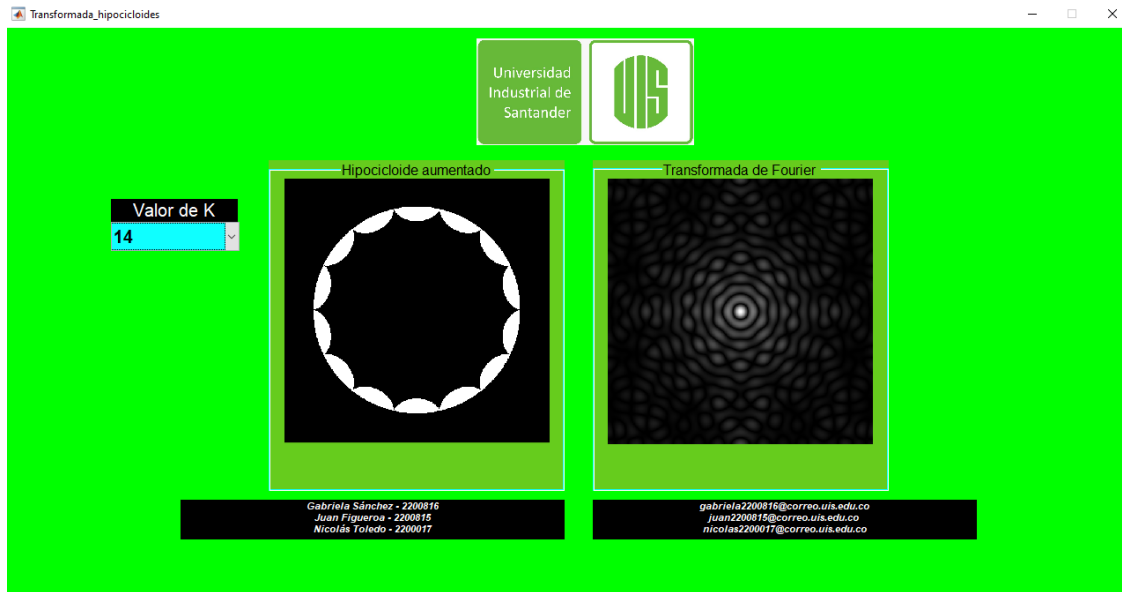 Transformada_hipocicloides
Universidad
Industrial de
Santander
UIS
Hipocicloide aumentado
Transformada de Fourier
Valor de K
14
Gabriela Sánchez - 2200816
Juan Figueroa - 2200815
Nicolás Toledo - 2200017
gabriela2200816@correo.uis.edu.co
juan2200815@correo.uis.edu.co
nicolas2200017@correo.uis.edu.co